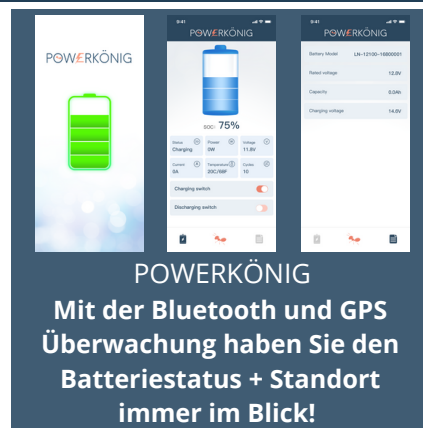 POWERKÖNIG
9:41
POWERKÖNIG
SOC: 75%
Status Power Voltage
Charging 0W 11.8V
Current Temperature Cycles
0A 20C/68F 10
Charging switch
Discharging switch
9:41
POWERKÖNIG
Battery Model LN-12100-16800001
Rated voltage 12.8V
Capacity 9.0Ah
Charging voltage 14.6V
POWERKÖNIG
Mit der Bluetooth und GPS
Überwachung haben Sie den
Batteriestatus + Standort
immer im Blick!